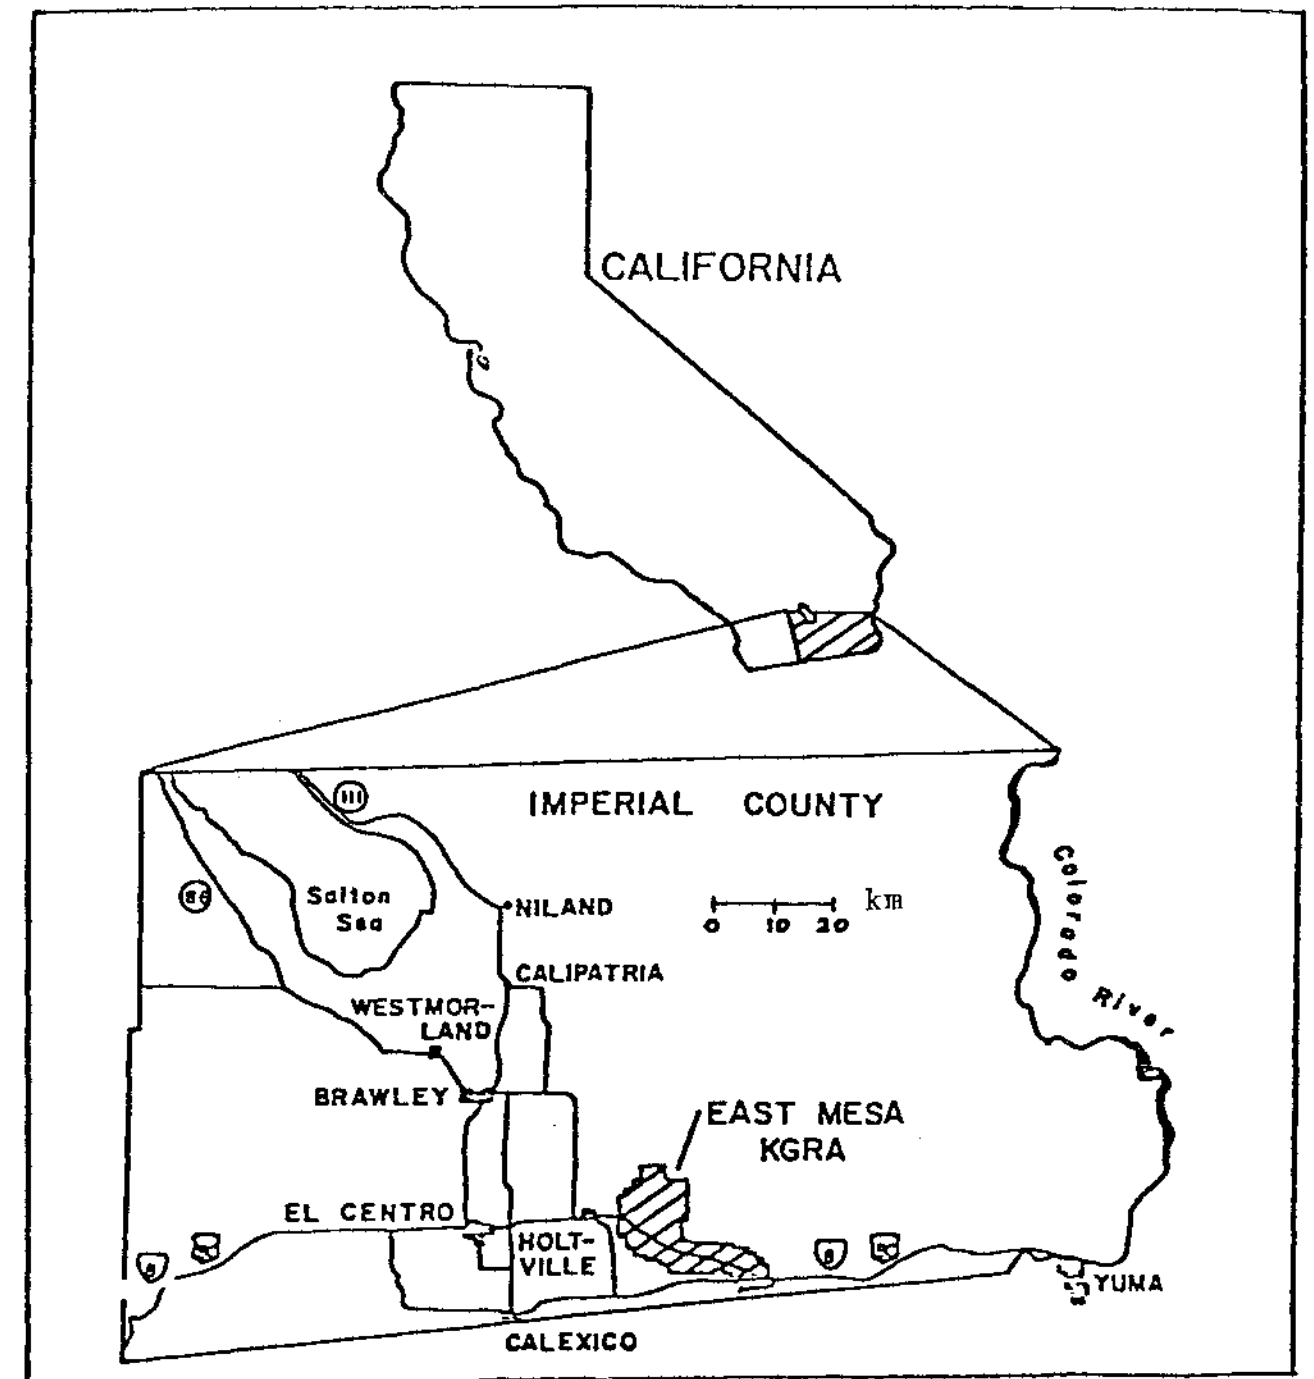 CALIFORNIA
IMPERIAL COUNTY
111
86
Salton
Sea
NILAND
0 10 20 km
Colorado River
CALIPATRIA
WESTMOR-
LAND
BRAWLEY
EAST MESA
KGRA
EL CENTRO
HOLT-
VILLE
8
8
YUMA
CALEXICO